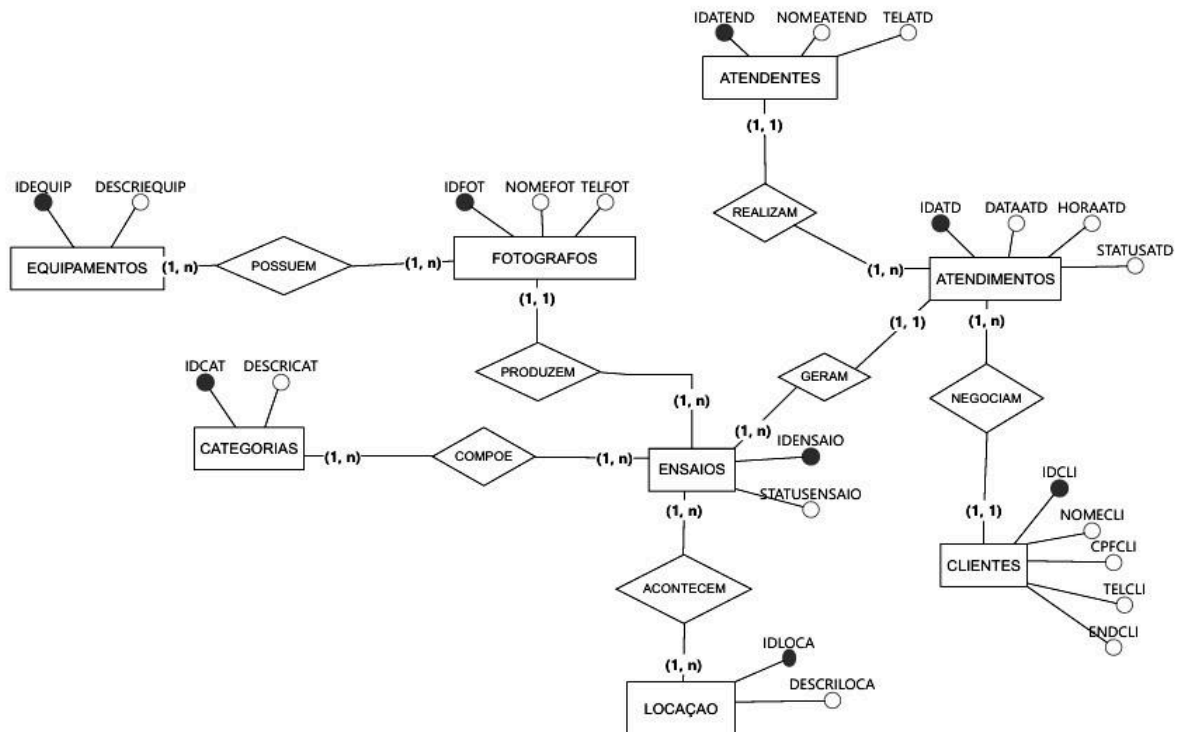 IDATEND NOMEATEND TELATD
ATENDENTES
(1, 1)
REALIZAM
(1, n)
IDATD DATAATD HORAATD
STATUSATD
ATENDIMENTOS
IDEQUIP DESCRIEQUIP
EQUIPAMENTOS
(1, n)
POSSUEM
(1, n)
IDFOT NOMEFOT TELFOT
FOTOGRAFOS
(1, 1)
PRODUZEM
(1, n)
(1, 1)
GERAM
(1, n)
(1, n)
NEGOCIAM
(1, 1)
IDCAT DESCRICAT
CATEGORIAS
(1, n)
COMPOE
(1, n)
ENSAIOS
IDENSAIO
STATUSENSAIO
(1, n)
ACONTECEM
(1, n)
IDLOCA
DESCRILOCA
LOCAÇAO
IDCLI
NOMECLI
CPFCLI
TELCLI
ENDCLI
CLIENTES